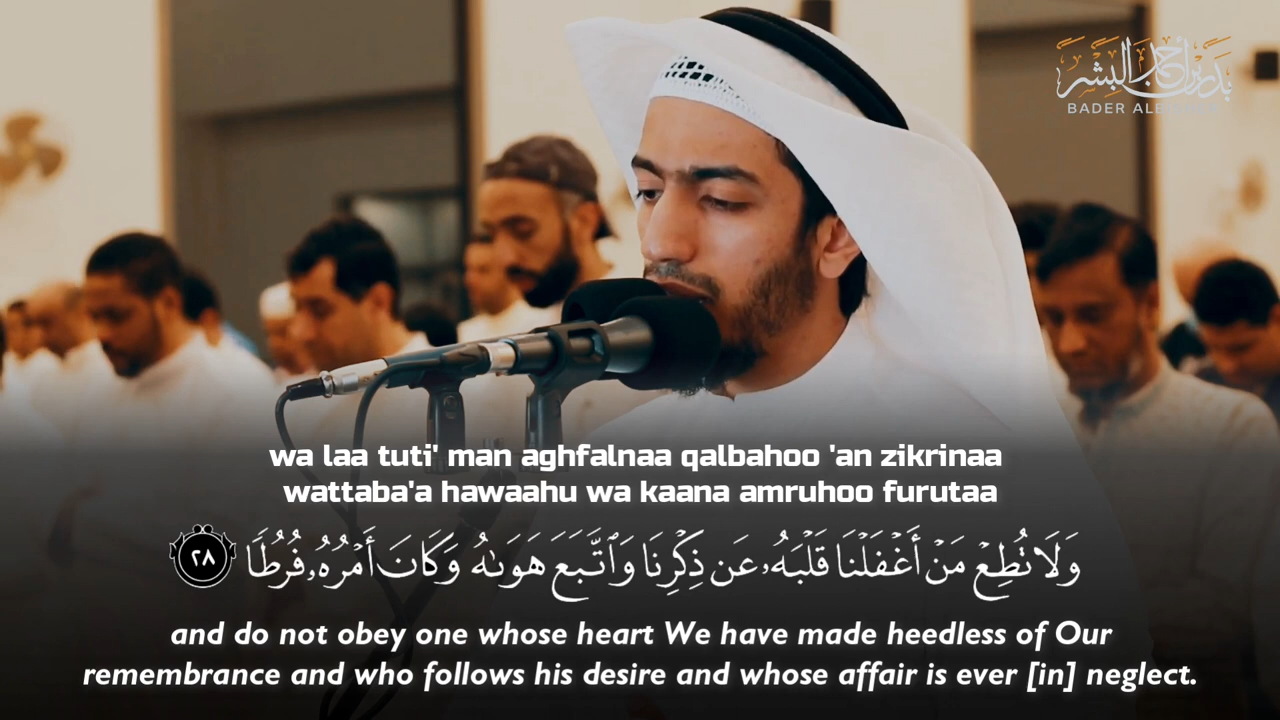 بدر بن أحمد البشر
BADER
wa laa tuti' man aghfalnaa qalbahoo 'an zikrinaa
wattaba'a hawaahu wa kaana amruhoo furutaa
وَلَا تُطِعْ مَنْ أَغْفَلْنَا قَلْبَهُۥ عَن ذِكْرِنَا وَٱتَّبَعَ هَوَىٰهُ وَكَانَ أَمْرُهُۥ فُرُطًا ٢٨
and do not obey one whose heart We have made heedless of Our
remembrance and who follows his desire and whose affair is ever [in] neglect.